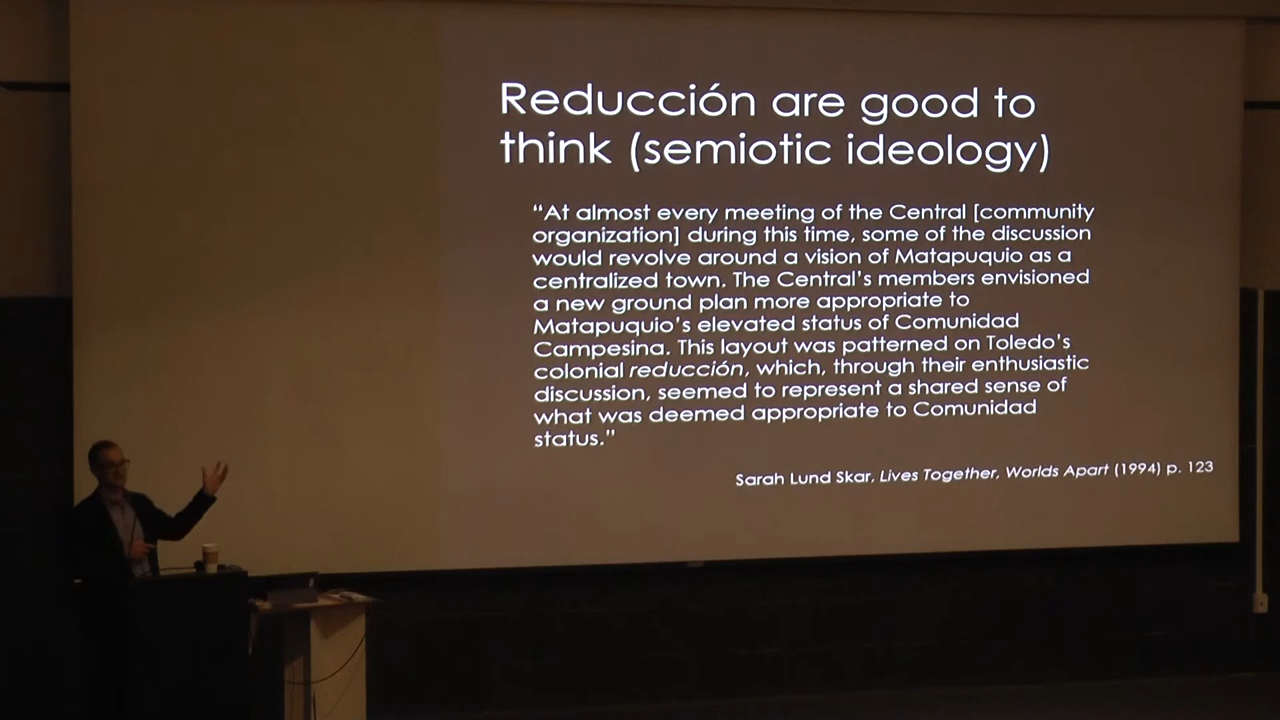 Reducción are good to
think (semiotic ideology)
“At almost every meeting of the Central [community
organization] during this time, some of the discussion
would revolve around a vision of Matapuquio as a
centralized town. The Central’s members envisioned
a new ground plan more appropriate to
Matapuquio’s elevated status of Comunidad
Campesina. This layout was patterned on Toledo’s
colonial reducción, which, through their enthusiastic
discussion, seemed to represent a shared sense of
what was deemed appropriate to Comunidad
status.”
Sarah Lund Skar, Lives Together, Worlds Apart (1994) p. 123